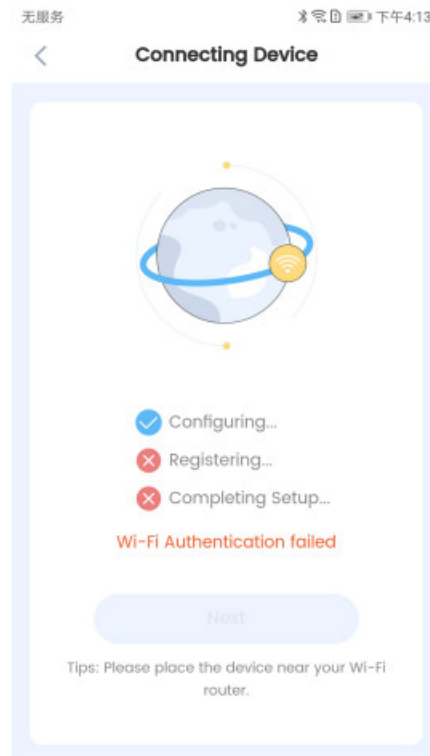 无服务 下午4:13
Connecting Device
Configuring...
Registering...
Completing Setup...
Wi-Fi Authentication failed
Next
Tips: Please place the device near your Wi-Fi
router.